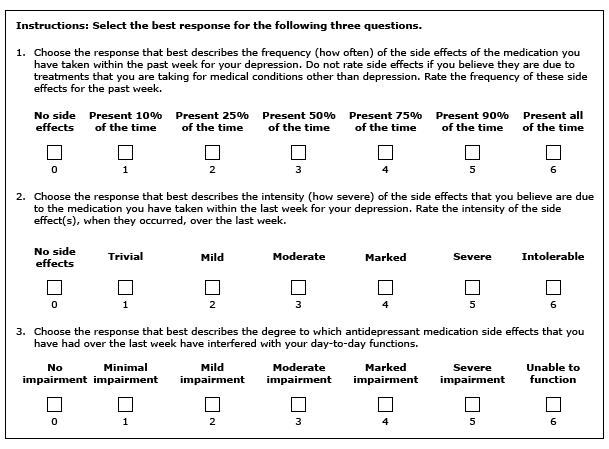 Instructions: Select the best response for the following three questions.
1. Choose the response that best describes the frequency (how often) of the side effects of the medication you
have taken within the past week for your depression. Do not rate side effects if you believe they are due to
treatments that you are taking for medical conditions other than depression. Rate the frequency of these side
effects for the past week.
No side Present 10% Present 25% Present 50% Present 75% Present 90% Present all
effects of the time of the time of the time of the time of the time of the time
0 1 2 3 4 5 6
2. Choose the response that best describes the intensity (how severe) of the side effects that you believe are due
to the medication you have taken within the last week for your depression. Rate the intensity of the side
effect(s), when they occurred, over the last week.
No side
effects Trivial Mild Moderate Marked Severe Intolerable
0 1 2 3 4 5 6
3. Choose the response that best describes the degree to which antidepressant medication side effects that you
have had over the last week have interfered with your day-to-day functions.
No Minimal Mild Moderate Marked Severe Unable to
impairment impairment impairment impairment impairment impairment function
0 1 2 3 4 5 6